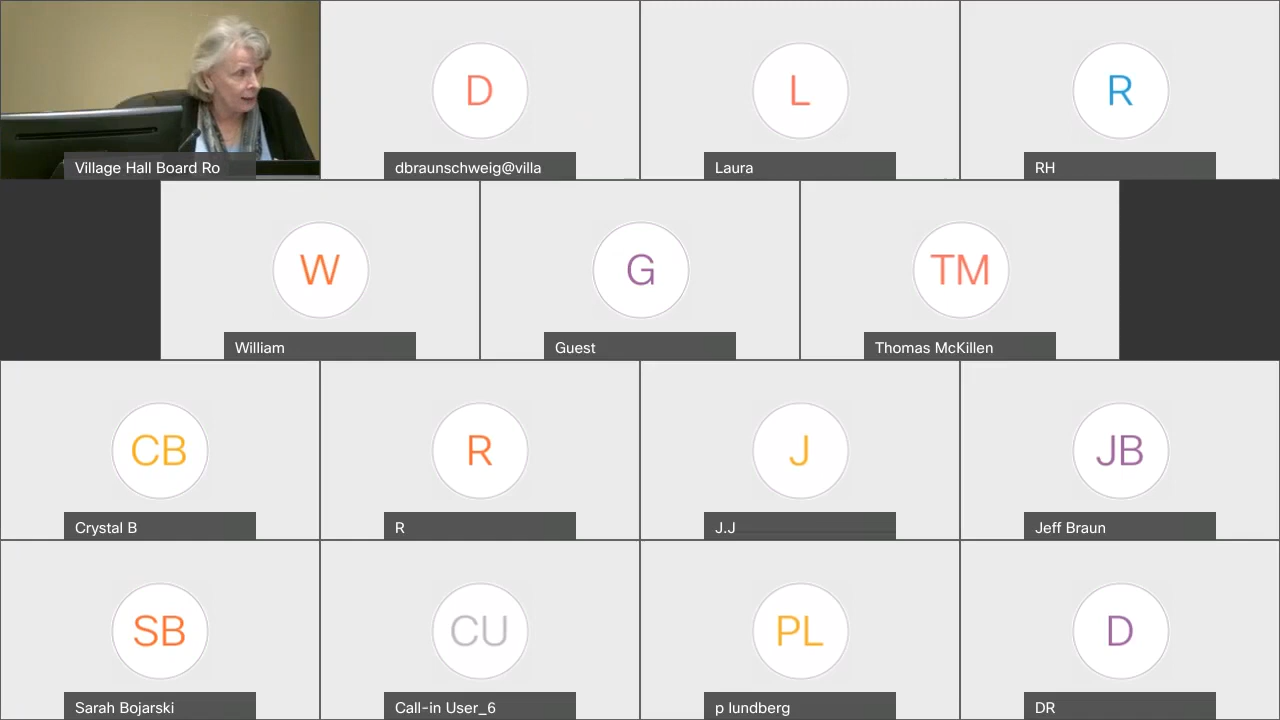 D
L
R
Village Hall Board Ro
dbraunschweig@villa
Laura
RH
W
G
TM
William
Guest
Thomas McKillen
CB
R
J
JB
Crystal B
R
J.J
Jeff Braun
SB
CU
PL
D
Sarah Bojarski
Call-in User_6
p lundberg
DR